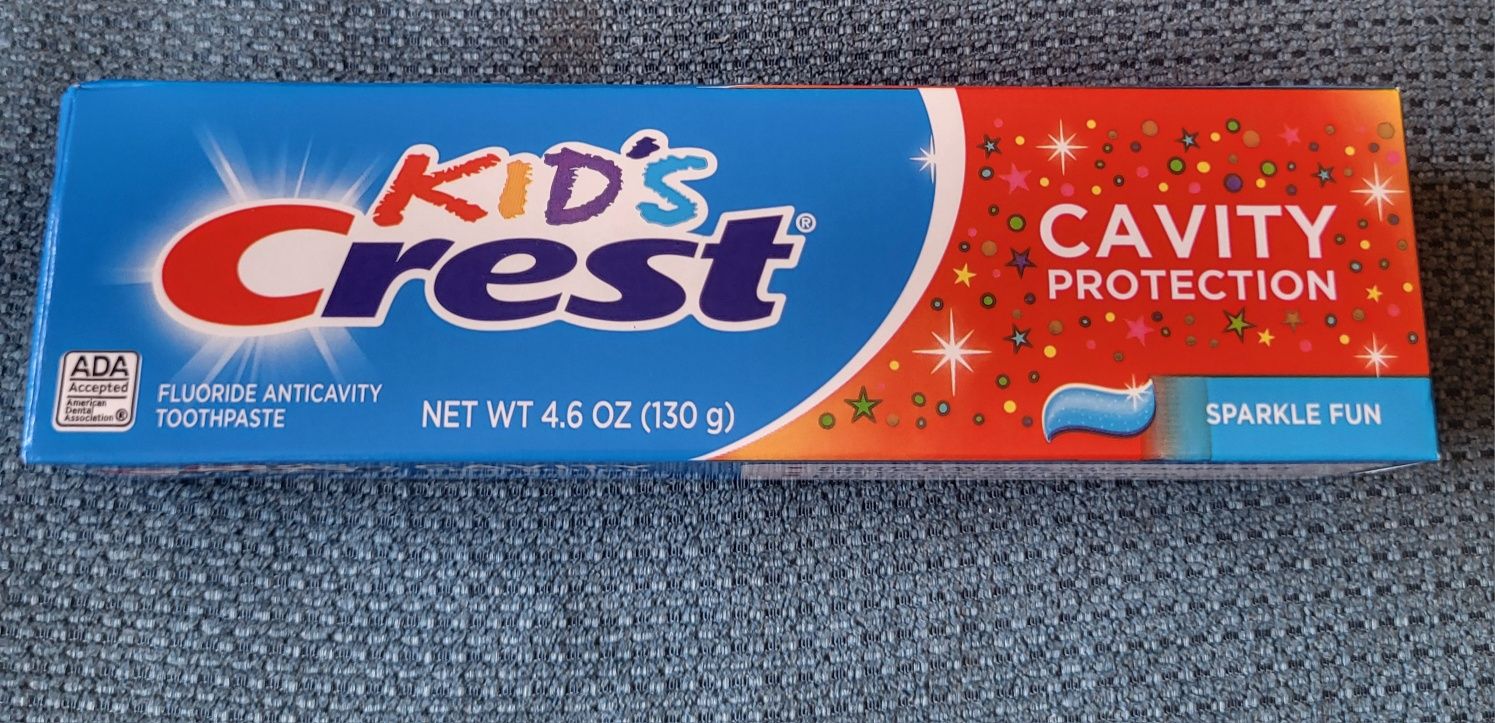 KID'S
Crest®
CAVITY
PROTECTION
ADA
Accepted
American
Dental
Association ®
FLUORIDE ANTICAVITY
TOOTHPASTE
NET WT 4.6 OZ (130 g)
SPARKLE FUN